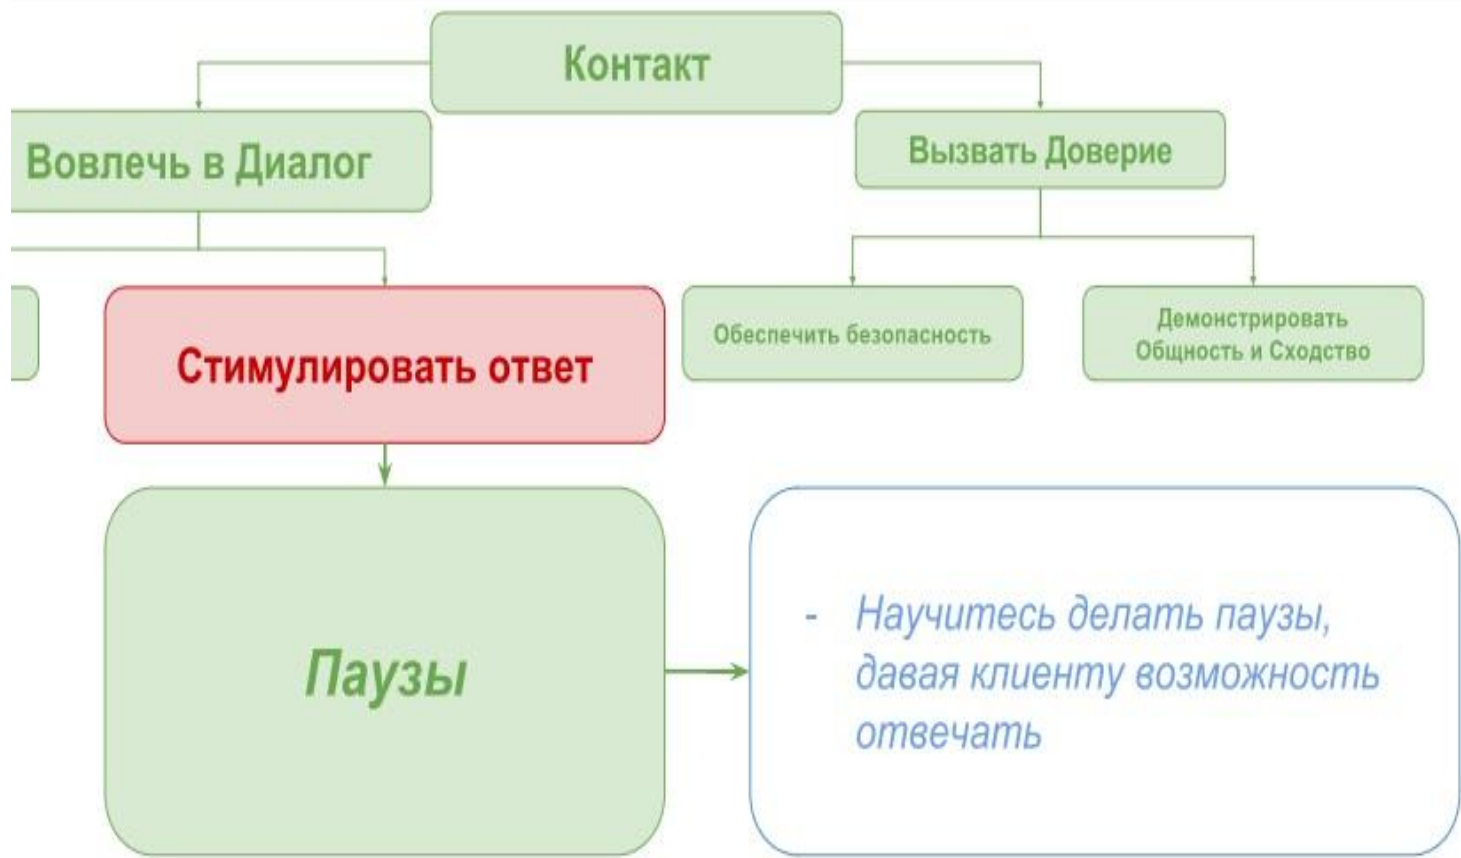 Контакт
Вовлечь в Диалог
Вызвать Доверие
Стимулировать ответ
Обеспечить безопасность
Демонстрировать
Общность и Сходство
Паузы
- Научитесь делать паузы,
давая клиенту возможность
отвечать